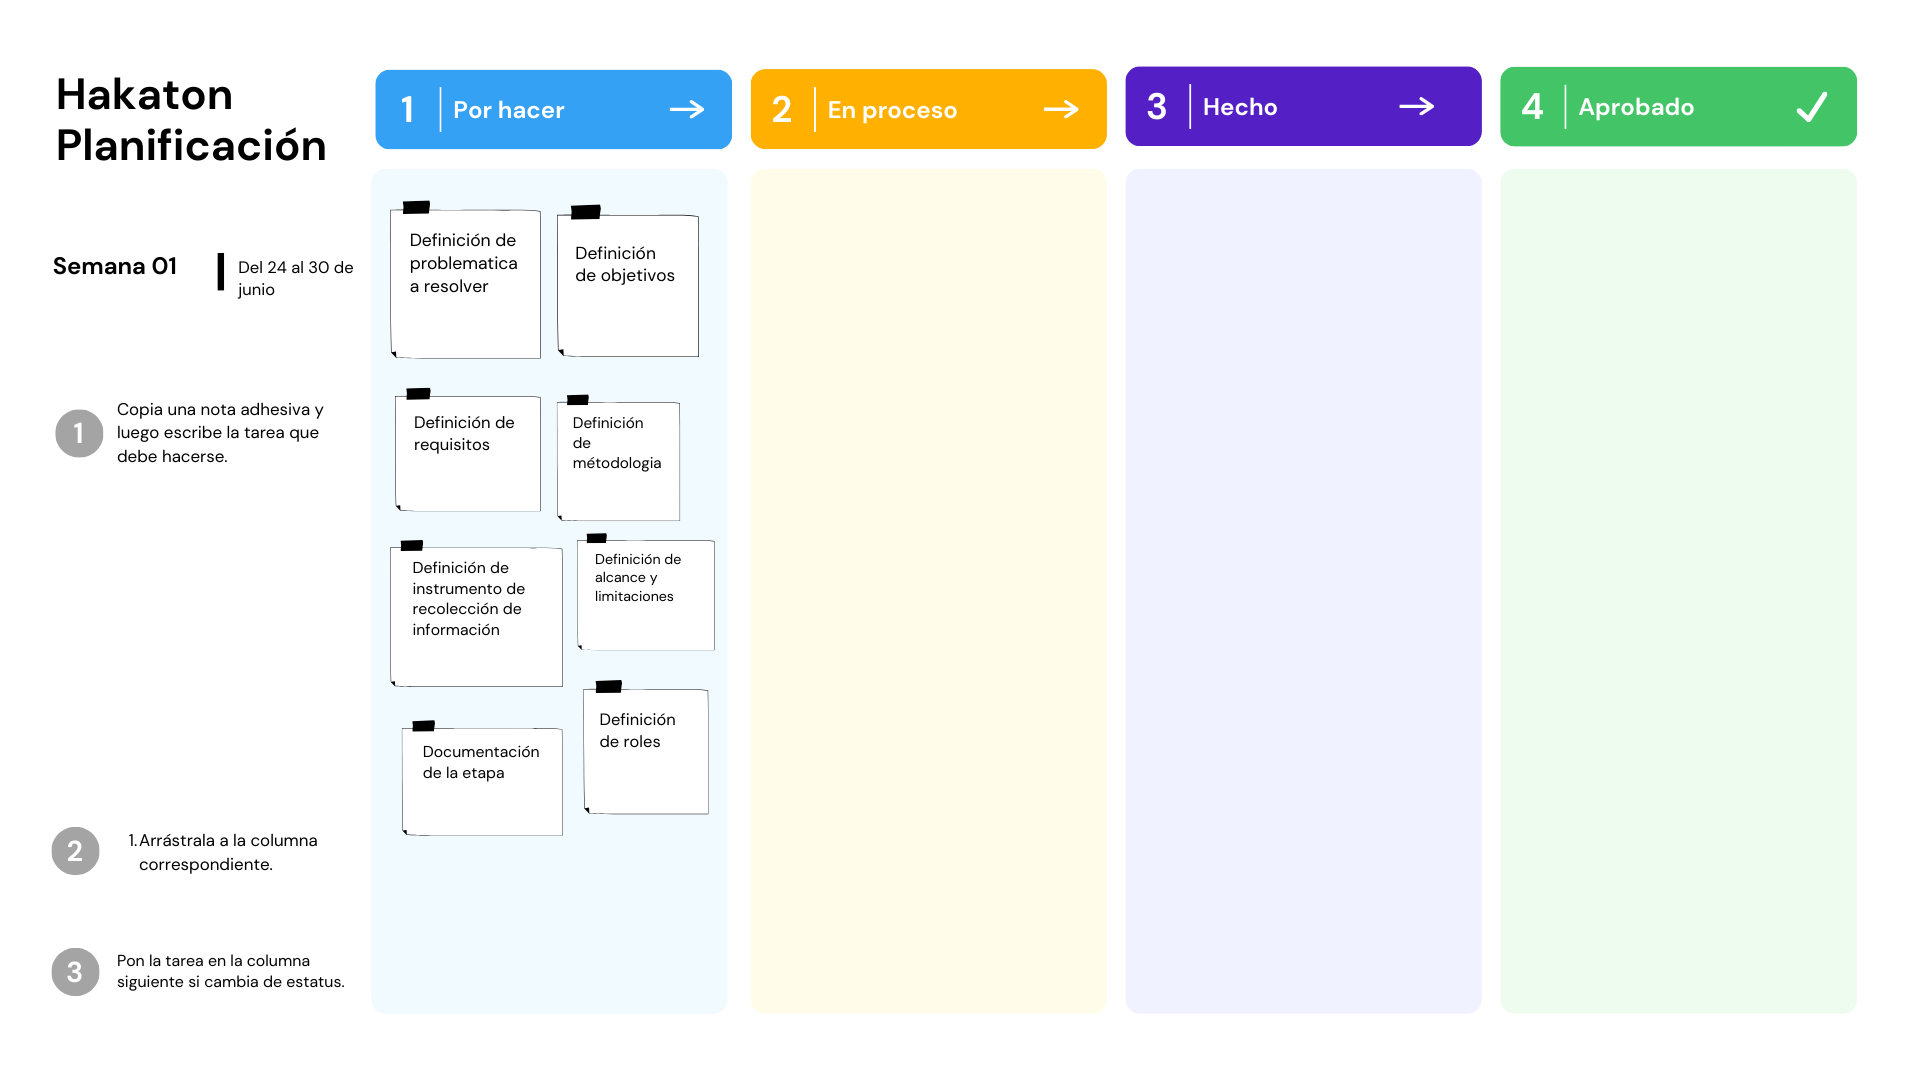 Hakaton
Planificación
1 Por hacer
2 En proceso
3 Hecho
4 Aprobado
Semana 01
Del 24 al 30 de
junio
1
Copia una nota adhesiva y
luego escribe la tarea que
debe hacerse.
2
1. Arrástrala a la columna
correspondiente.
3
Pon la tarea en la columna
siguiente si cambia de estatus.
Definición de
problematica
a resolver
Definición
de objetivos
Definición de
requisitos
Definición
de
métodologia
Definición de
instrumento de
recolección de
información
Definición de
alcance y
limitaciones
Documentación
de la etapa
Definición
de roles